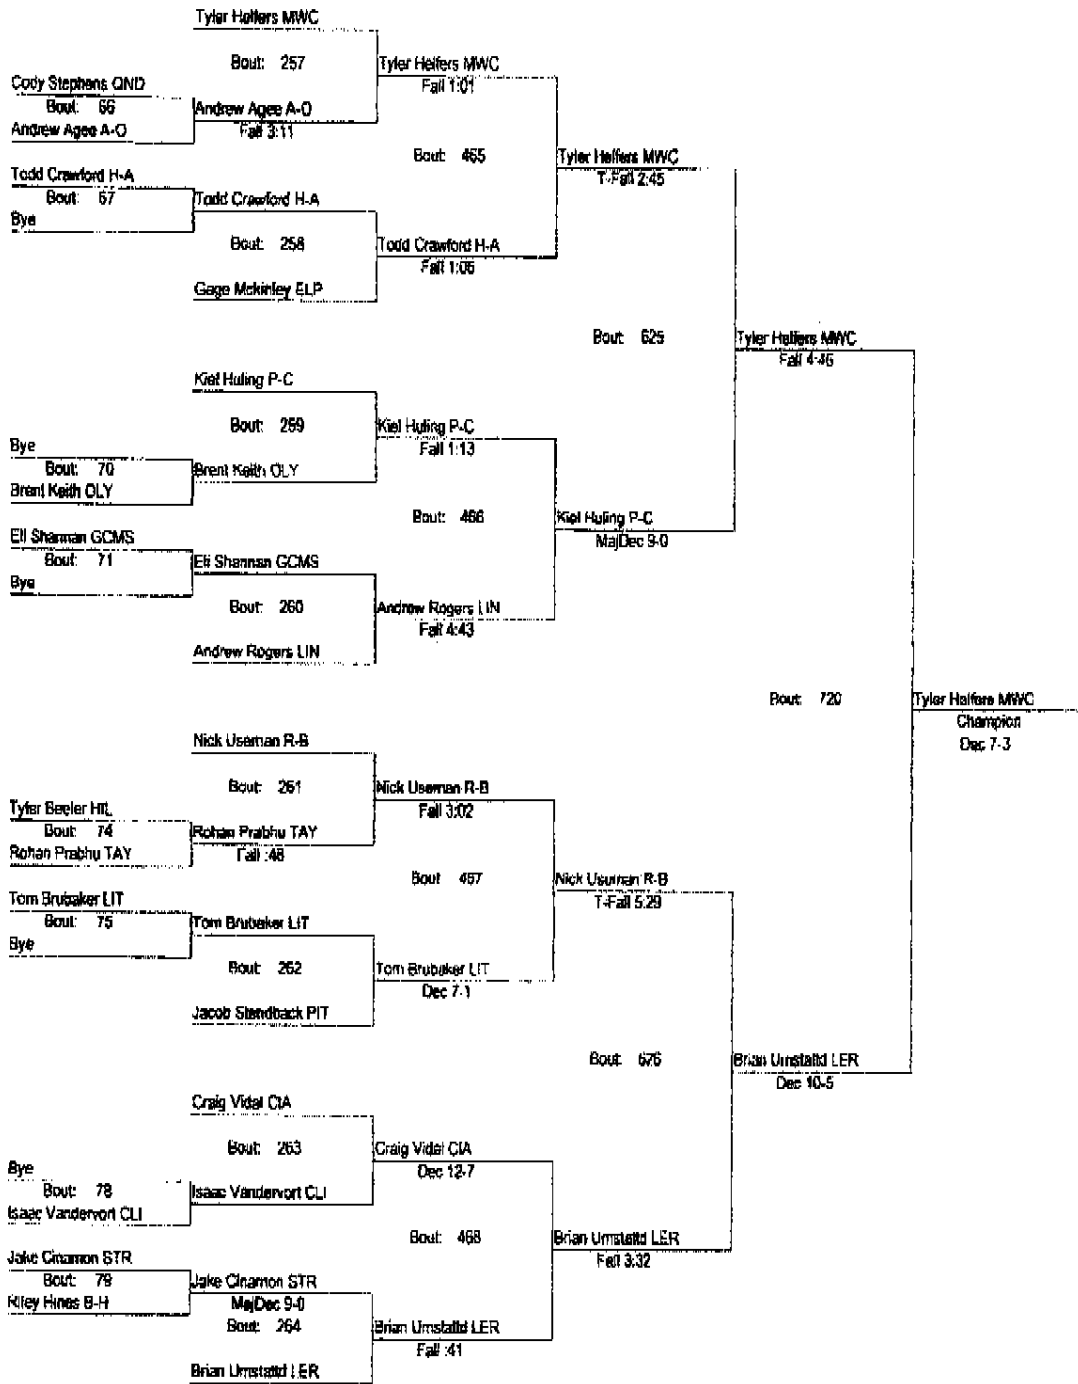 Tyler Helfers MWC
Bout: 257
Tyler Helfers MWC
Fall 1:01
Cody Stephens QND
Bout: 66
Andrew Agee A-O
Andrew Agee A-O
Fall 3:11
Bout: 465
Tyler Helfers MWC
T-Fall 2:45
Todd Crawford H-A
Bout: 67
Bye
Todd Crawford H-A
Bout: 258
Todd Crawford H-A
Fall 1:05
Gage Mckinley ELP
Bout: 625
Tyler Helfers MWC
Fall 4:46
Kiel Huling P-C
Bout: 259
Kiel Huling P-C
Fall 1:13
Bye
Bout: 70
Brent Keith OLY
Brent Keith OLY
Bout: 466
Kiel Huling P-C
MajDec 9-0
Eli Shannan GCMS
Bout: 71
Bye
Eli Shannan GCMS
Bout: 260
Andrew Rogers LIN
Fall 4:43
Andrew Rogers LIN
Bout: 720
Tyler Helfers MWC
Champion
Dec 7-3
Nick Useman R-B
Bout: 261
Nick Useman R-B
Fall 3:02
Tyler Beeler HIL
Bout: 74
Rohan Prabhu TAY
Rohan Prabhu TAY
Fall :48
Bout: 467
Nick Useman R-B
T-Fall 5:29
Tom Brubaker LIT
Bout: 75
Bye
Tom Brubaker LIT
Bout: 262
Tom Brubaker LIT
Dec 7-1
Jacob Standback PIT
Bout: 626
Brian Umstattd LER
Dec 10-5
Craig Vidal CIA
Bout: 263
Craig Vidal CIA
Dec 12-7
Bye
Bout: 78
Isaac Vandervort CLI
Isaac Vandervort CLI
Bout: 468
Brian Umstattd LER
Fall 3:32
Jake Cinamon STR
Bout: 79
Riley Hines B-H
Jake Cinamon STR
MajDec 9-0
Bout: 264
Brian Umstattd LER
Fall :41
Brian Umstattd LER